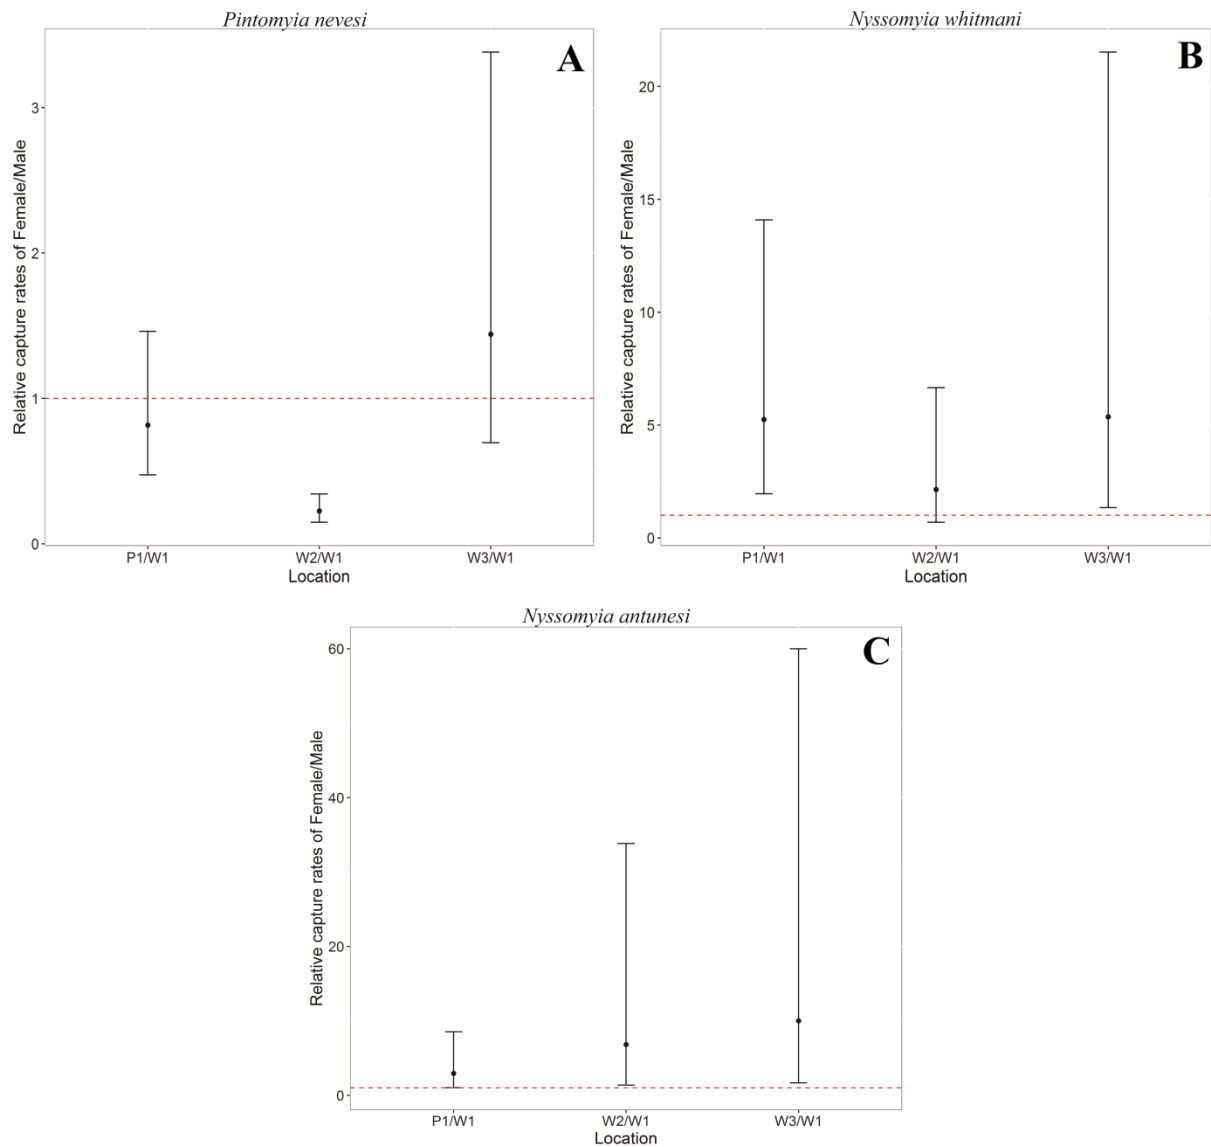 Pintomyia nevesi
A
Relative capture rates of Female/Male
3
2
1
0
P1/W1 W2/W1 W3/W1
Location
Nyssomyia whitmani
B
Relative capture rates of Female/Male
20
15
10
5
0
P1/W1 W2/W1 W3/W1
Location
Nyssomyia antunesi
C
Relative capture rates of Female/Male
60
40
20
0
P1/W1 W2/W1 W3/W1
Location